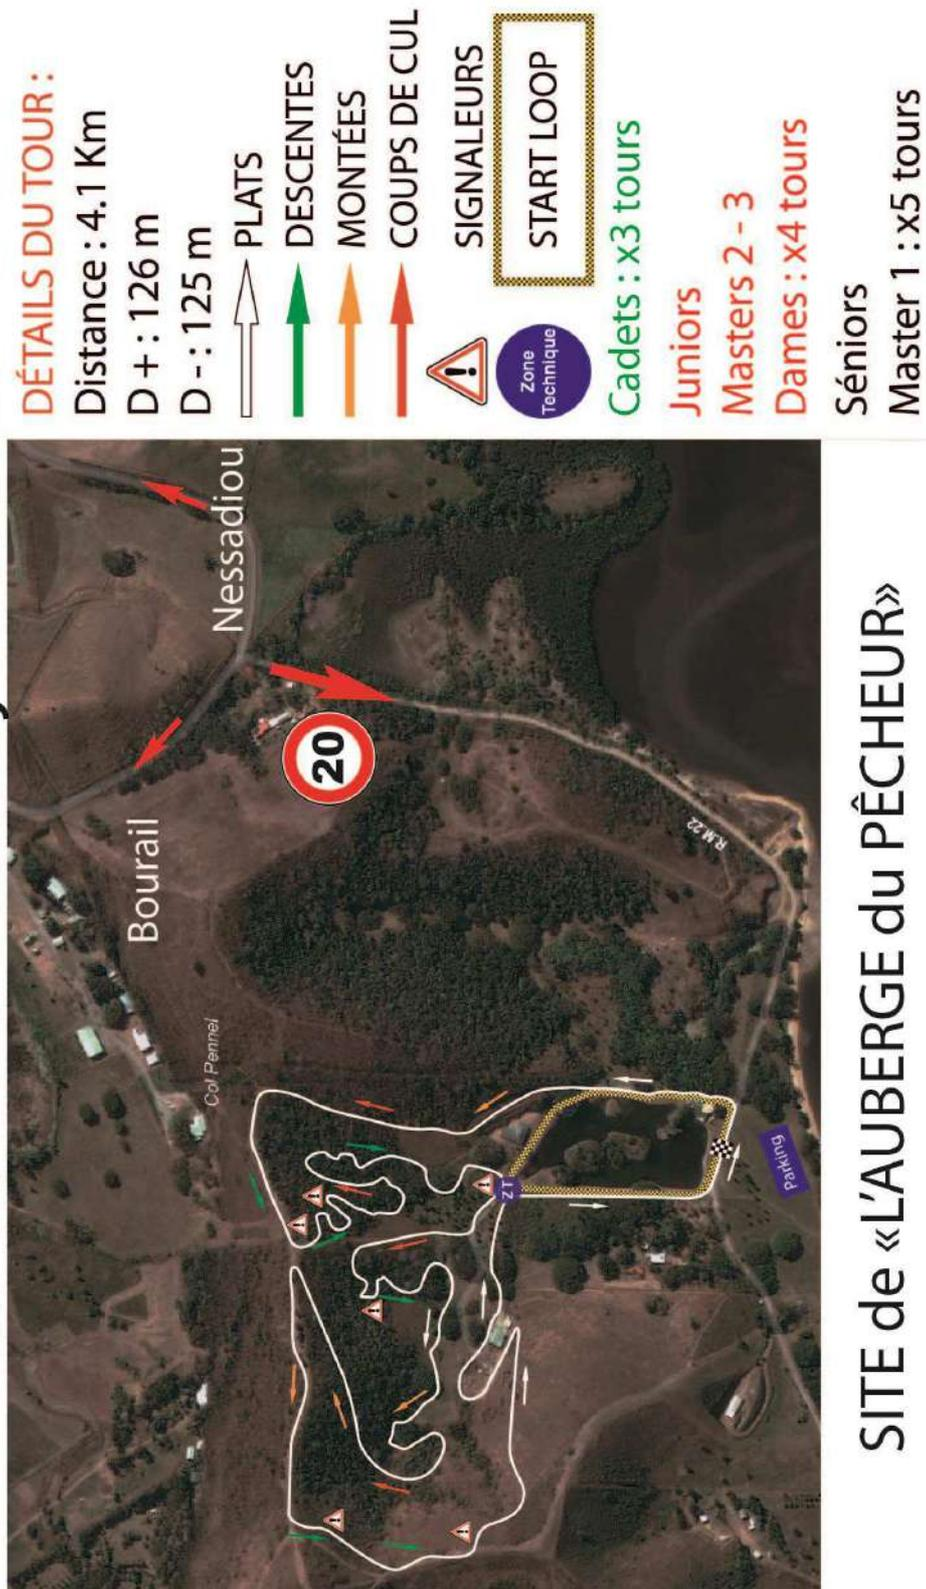 DÉTAILS DU TOUR :
Distance : 4.1 Km
D + : 126 m
D - : 125 m
PLATS
DESCENTES
MONTÉES
COUPS DE CUL
SIGNALEURS
Zone
Technique
START LOOP
Cadets : x3 tours
Juniors
Masters 2 - 3
Dames : x4 tours
Séniors
Master 1 : x5 tours
Nessadiou
Bourail
20
Col Pennel
R.M.22
Z T
Parking
SITE de «L'AUBERGE du PÊCHEUR»